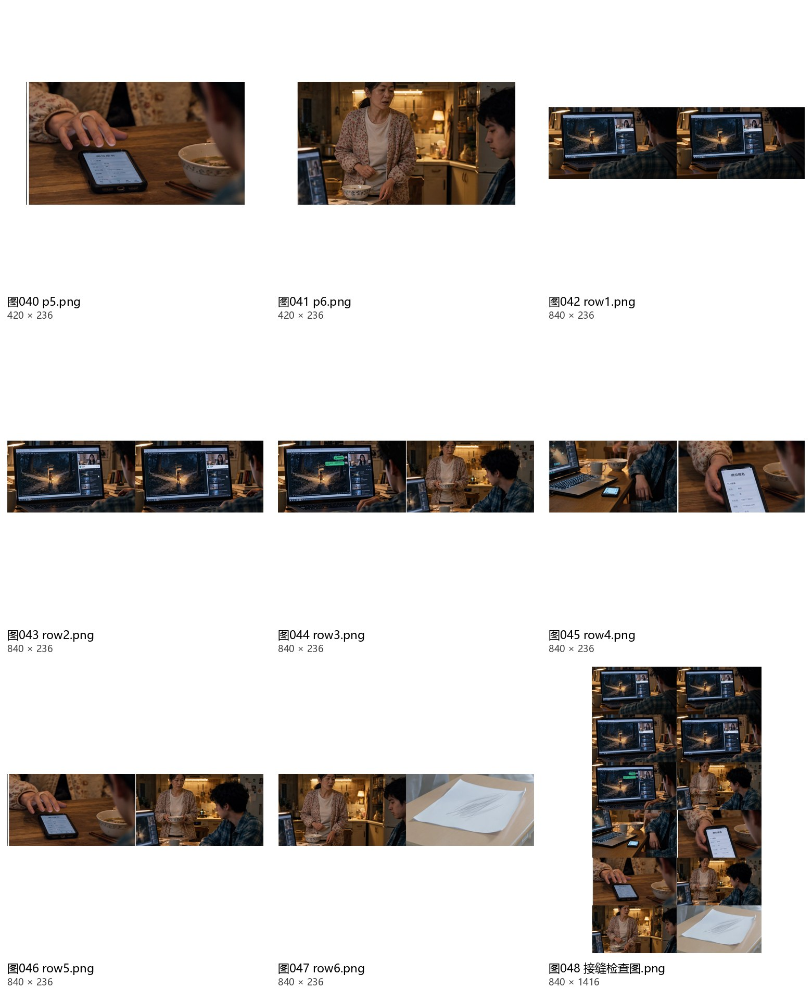 图040 p5.png
420 × 236
图041 p6.png
420 × 236
图042 row1.png
840 × 236
图043 row2.png
840 × 236
图044 row3.png
840 × 236
图045 row4.png
840 × 236
岗位报名
图046 row5.png
840 × 236
图047 row6.png
840 × 236
图048 接缝检查图.png
840 × 1416